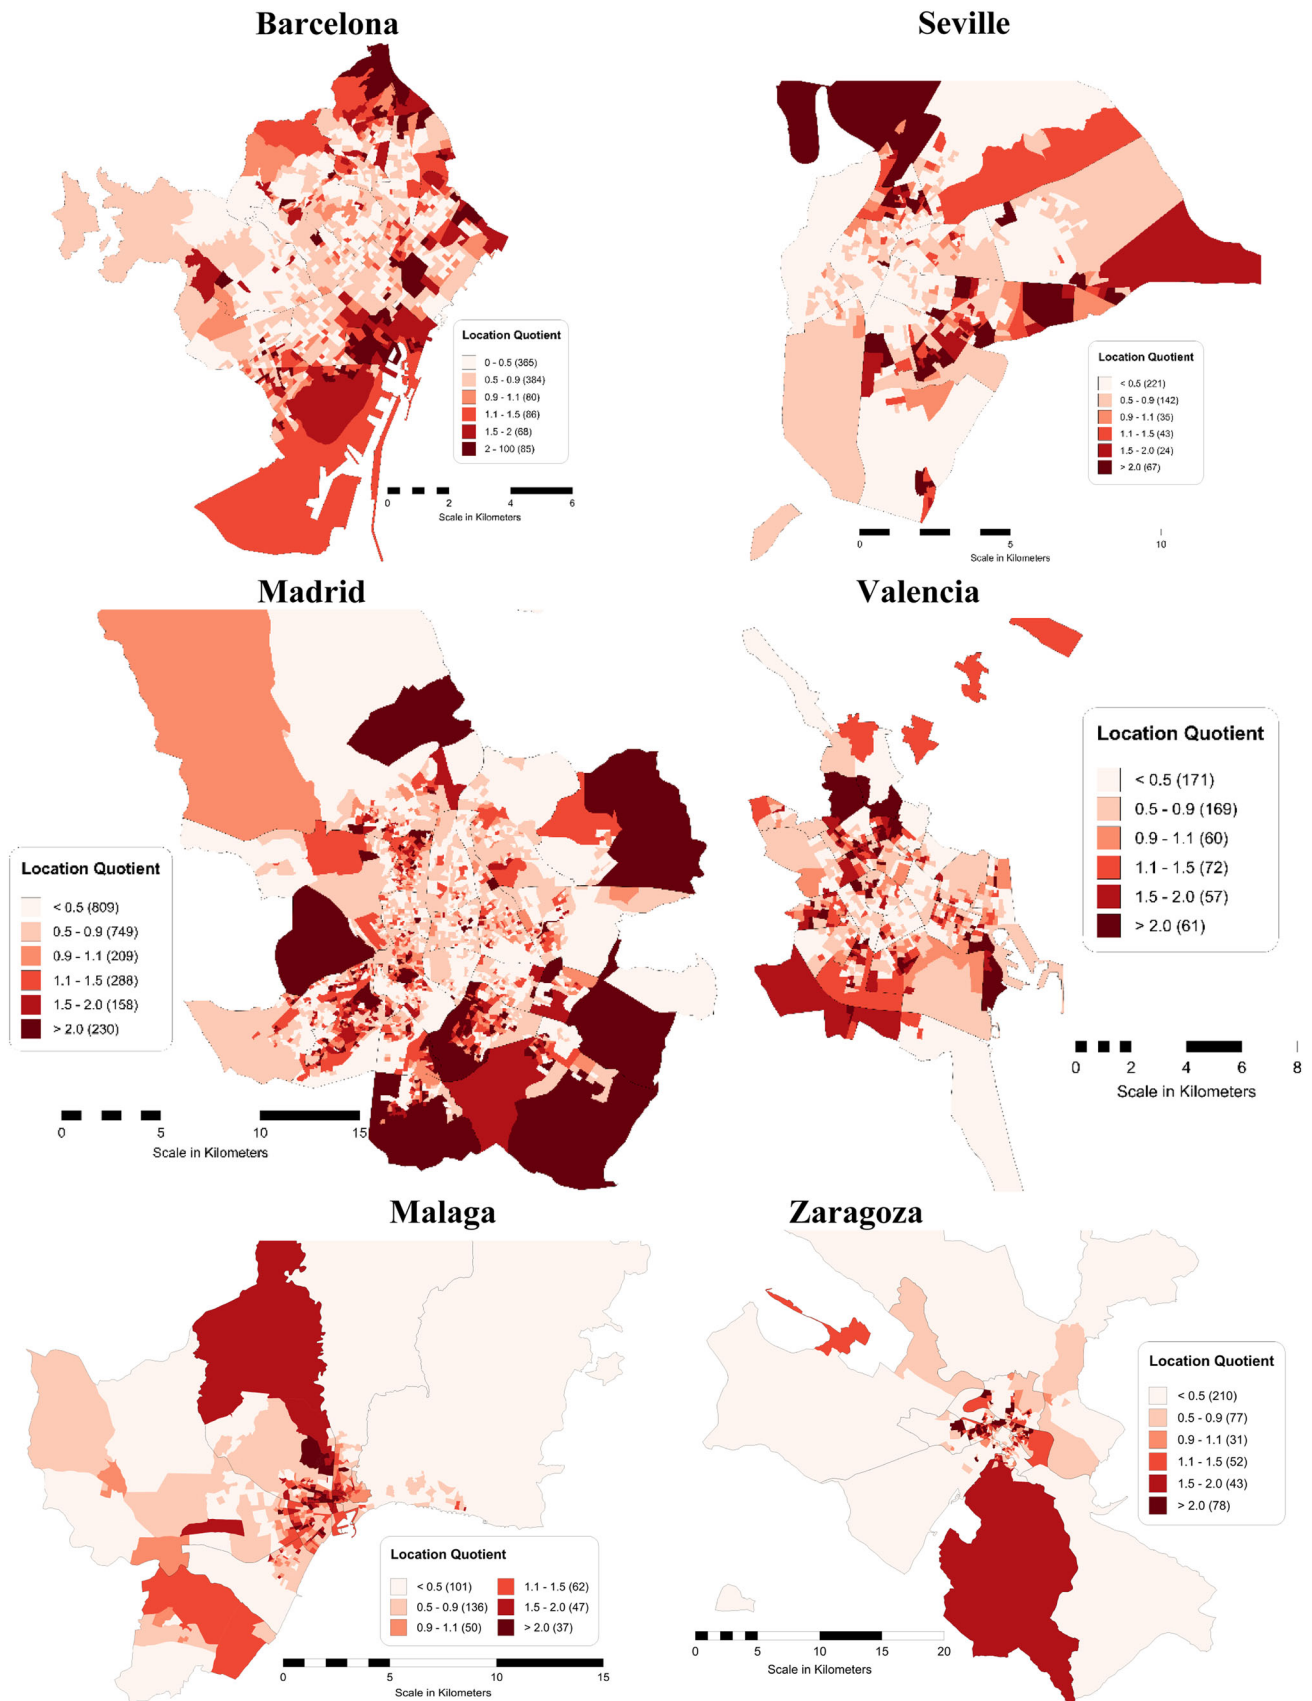 Barcelona
Location Quotient
0 - 0.5 (365)
0.5 - 0.9 (384)
0.9 - 1.1 (80)
1.1 - 1.5 (86)
1.5 - 2 (68)
2 - 100 (85)
0 2 4 6
Scale in Kilometers
Seville
Location Quotient
< 0.5 (221)
0.5 - 0.9 (142)
0.9 - 1.1 (35)
1.1 - 1.5 (43)
1.5 - 2.0 (24)
> 2.0 (67)
0 5 10
Scale in Kilometers
Madrid
Location Quotient
< 0.5 (809)
0.5 - 0.9 (749)
0.9 - 1.1 (209)
1.1 - 1.5 (288)
1.5 - 2.0 (158)
> 2.0 (230)
0 5 10 15
Scale in Kilometers
Valencia
Location Quotient
< 0.5 (171)
0.5 - 0.9 (169)
0.9 - 1.1 (60)
1.1 - 1.5 (72)
1.5 - 2.0 (57)
> 2.0 (61)
0 2 4 6 8
Scale in Kilometers
Malaga
Location Quotient
< 0.5 (101)
0.5 - 0.9 (136)
0.9 - 1.1 (50)
1.1 - 1.5 (62)
1.5 - 2.0 (47)
> 2.0 (37)
0 5 10 15
Scale in Kilometers
Zaragoza
Location Quotient
< 0.5 (210)
0.5 - 0.9 (77)
0.9 - 1.1 (31)
1.1 - 1.5 (52)
1.5 - 2.0 (43)
> 2.0 (78)
0 5 10 15 20
Scale in Kilometers